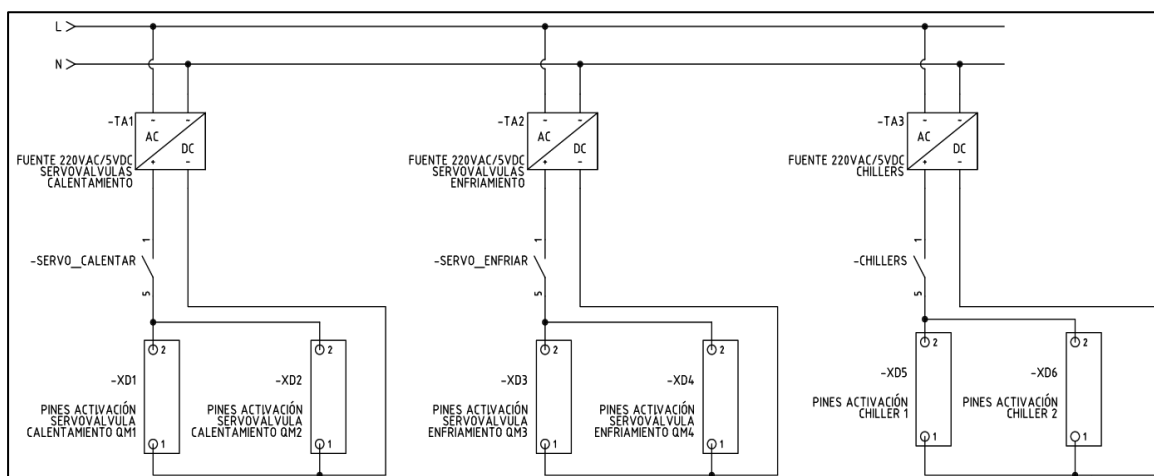 L
N
-TA1
AC
DC
FUENTE 220VAC/5VDC
SERVOVÁLVULAS
CALENTAMIENTO
-TA2
AC
DC
FUENTE 220VAC/5VDC
SERVOVÁLVULAS
ENFRIAMIENTO
-TA3
AC
DC
FUENTE 220VAC/5VDC
CHILLERS
1
-SERVO_CALENTAR
5
1
-SERVO_ENFRIAR
5
1
-CHILLERS
5
2
-XD1
PINES ACTIVACIÓN
SERVOVÁLVULA
CALENTAMIENTO QM1
1
2
-XD2
PINES ACTIVACIÓN
SERVOVÁLVULA
CALENTAMIENTO QM2
1
2
-XD3
PINES ACTIVACIÓN
SERVOVÁLVULA
ENFRIAMIENTO QM3
1
2
-XD4
PINES ACTIVACIÓN
SERVOVÁLVULA
ENFRIAMIENTO QM4
1
2
-XD5
PINES ACTIVACIÓN
CHILLER 1
1
2
-XD6
PINES ACTIVACIÓN
CHILLER 2
1